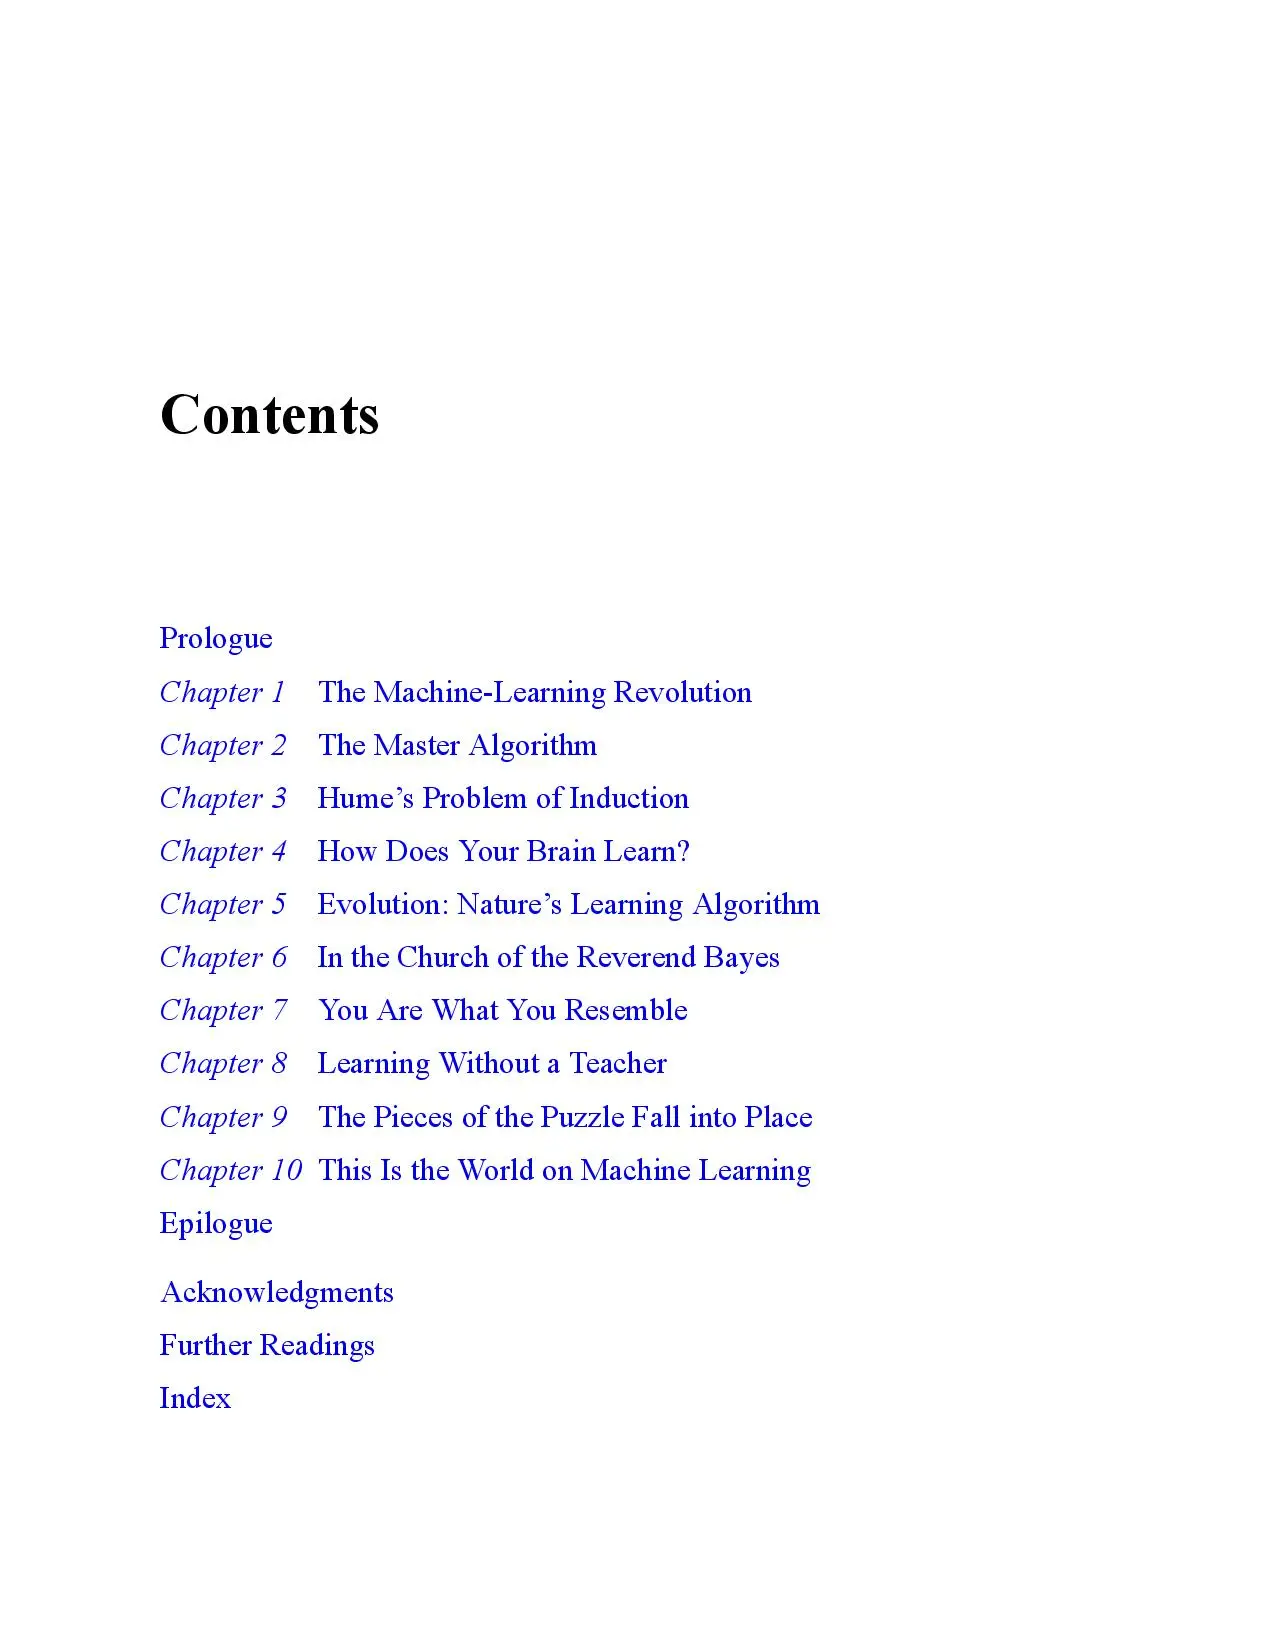 Contents
Prologue
Chapter 1 The Machine-Learning Revolution
Chapter 2 The Master Algorithm
Chapter 3 Hume’s Problem of Induction
Chapter 4 How Does Your Brain Learn?
Chapter 5 Evolution: Nature’s Learning Algorithm
Chapter 6 In the Church of the Reverend Bayes
Chapter 7 You Are What You Resemble
Chapter 8 Learning Without a Teacher
Chapter 9 The Pieces of the Puzzle Fall into Place
Chapter 10 This Is the World on Machine Learning
Epilogue
Acknowledgments
Further Readings
Index